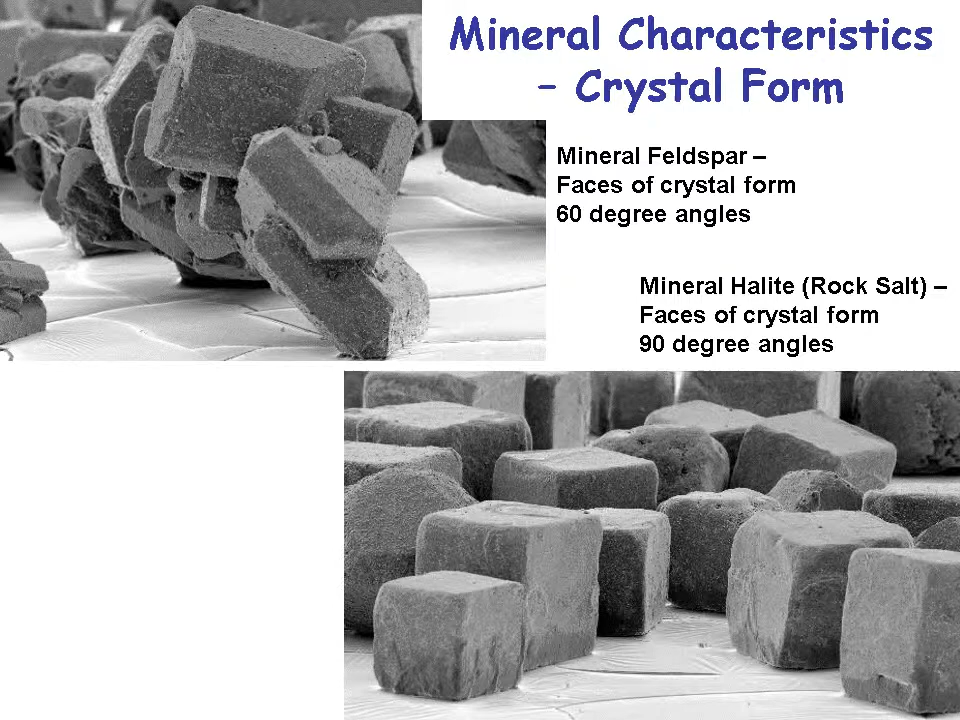 Mineral Characteristics
– Crystal Form
Mineral Feldspar –
Faces of crystal form
60 degree angles
Mineral Halite (Rock Salt) –
Faces of crystal form
90 degree angles